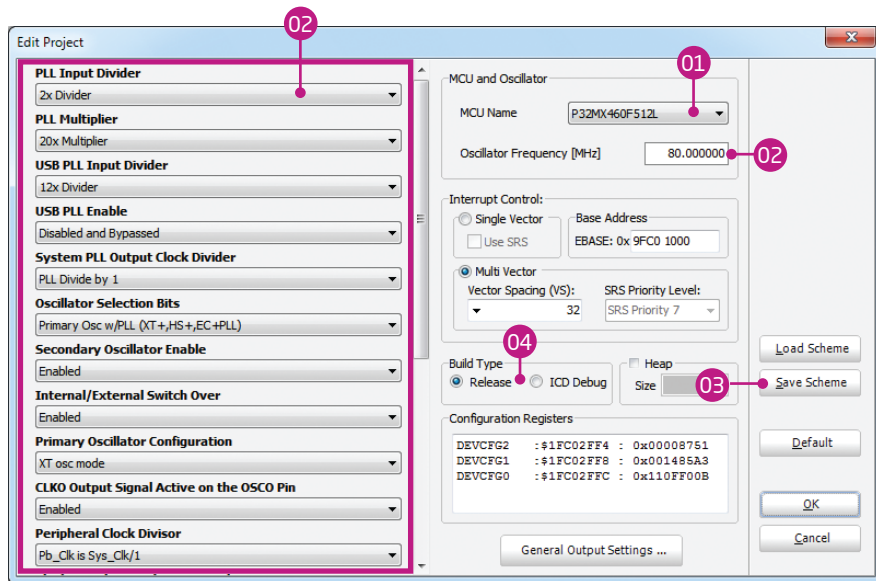 02
Edit Project
PLL Input Divider
2x Divider
PLL Multiplier
20x Multiplier
USB PLL Input Divider
12x Divider
USB PLL Enable
Disabled and Bypassed
System PLL Output Clock Divider
PLL Divide by 1
Oscillator Selection Bits
Primary Osc w/PLL (XT+,HS+,EC+PLL)
Secondary Oscillator Enable
Enabled
Internal/External Switch Over
Enabled
Primary Oscillator Configuration
XT osc mode
CLKO Output Signal Active on the OSCO Pin
Enabled
Peripheral Clock Divisor
Pb_Clk is Sys_Clk/1
MCU and Oscillator
01
MCU Name P32MX460F512L
Oscillator Frequency [MHz] 80.000000 02
Interrupt Control:
Single Vector
Use SRS
Base Address
EBASE: 0x 9FC0 1000
Multi Vector
Vector Spacing (VS): SRS Priority Level:
32 SRS Priority 7
04
Build Type
Release ICD Debug
Heap
Size 03
Configuration Registers
DEVCFG2 :$1FC02FF4 : 0x00008751
DEVCFG1 :$1FC02FF8 : 0x001485A3
DEVCFG0 :$1FC02FFC : 0x110FF00B
General Output Settings ...
Load Scheme
Save Scheme
Default
OK
Cancel